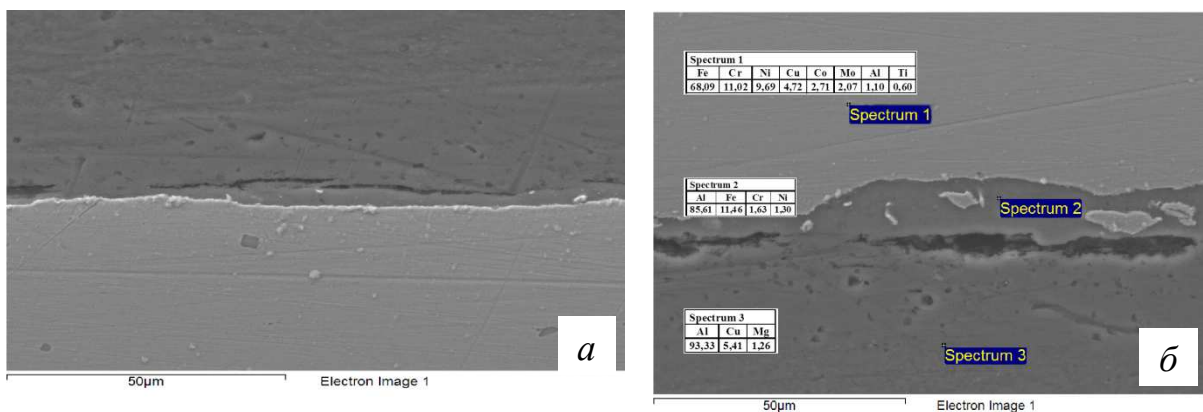 а
50µm
Electron Image 1
Spectrum 1
Fe Cr Ni Cu Co Mo Al Ti
68,09 11,02 9,69 4,72 2,71 2,07 1,10 0,60
Spectrum 1
Spectrum 2
Al Fe Cr Ni
85,61 11,46 1,63 1,30
Spectrum 2
Spectrum 3
Al Cu Mg
93,33 5,41 1,26
Spectrum 3
б
50µm
Electron Image 1